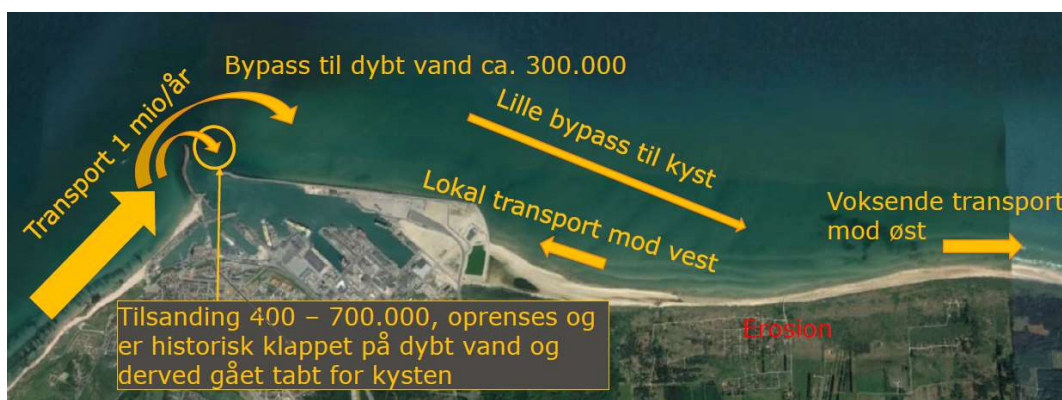 Bypass til dybt vand ca. 300.000
Transport 1 mio/år
Lille bypass til kyst
Lokal transport mod vest
Voksende transport
mod øst
Erosion
Tilsanding 400 – 700.000, oprenses og
er historisk klappet på dybt vand og
derved gået tabt for kysten